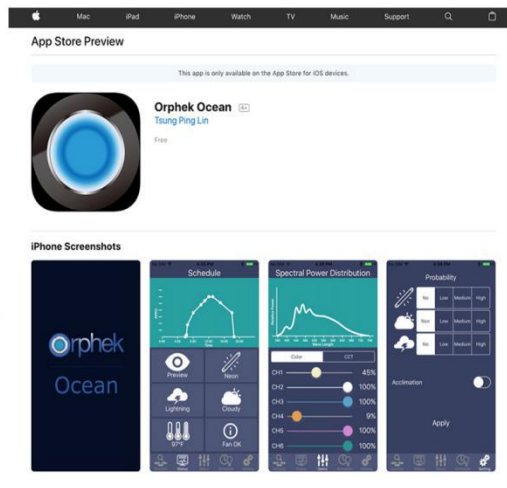 Mac iPad iPhone Watch TV Music Support
App Store Preview
This app is only available on the App Store for iOS devices.
Orphek Ocean 4+
Tsung Ping Lin
Free
iPhone Screenshots
Orphek
Ocean
Schedule
Preview
Neon
Lightning
Cloudy
97°F
Fan OK
Spectral Power Distribution
Color CCT
CH1 45%
CH2 100%
CH3 100%
CH4 9%
CH5 100%
CH6 100%
Probability
No Low Medium High
Non Low Medium High
No Low Medium High
Acclimation
Apply